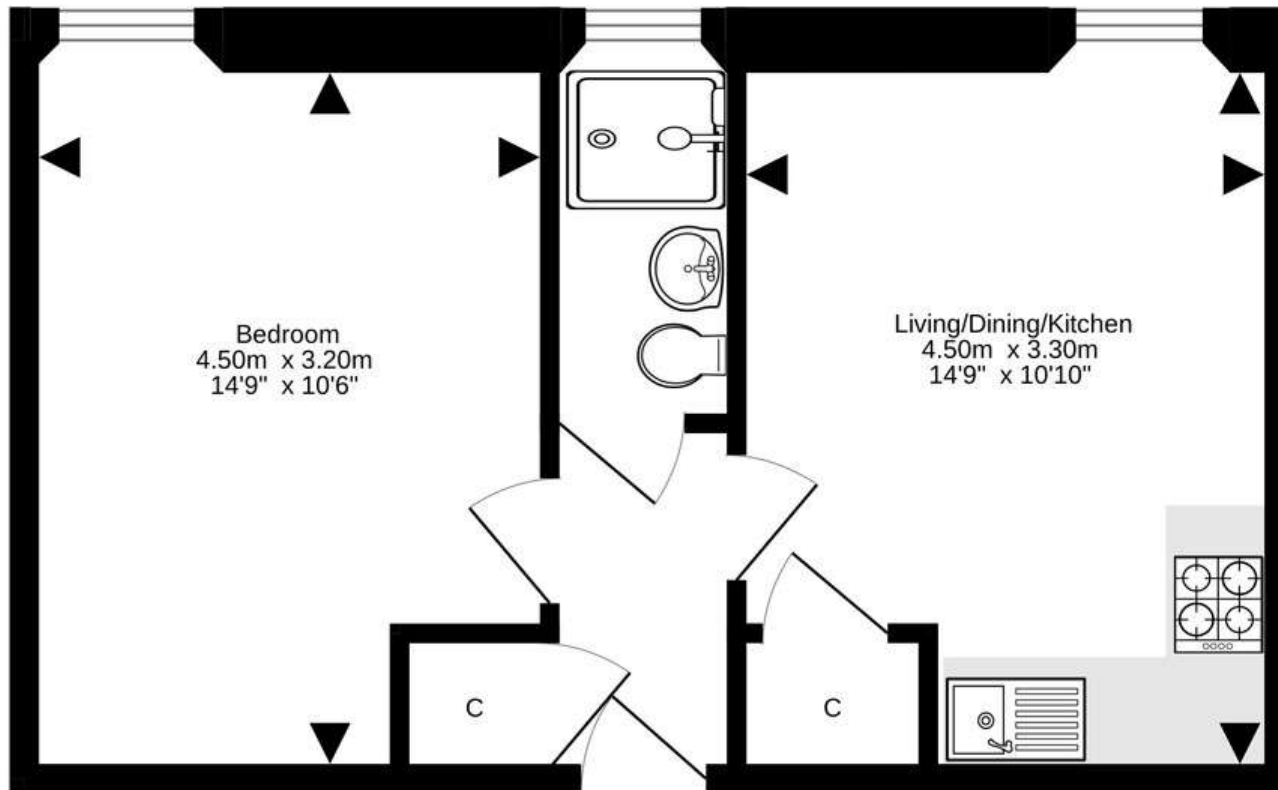 Bedroom
4.50m x 3.20m
14'9" x 10'6"
Living/Dining/Kitchen
4.50m x 3.30m
14'9" x 10'10"
C
C